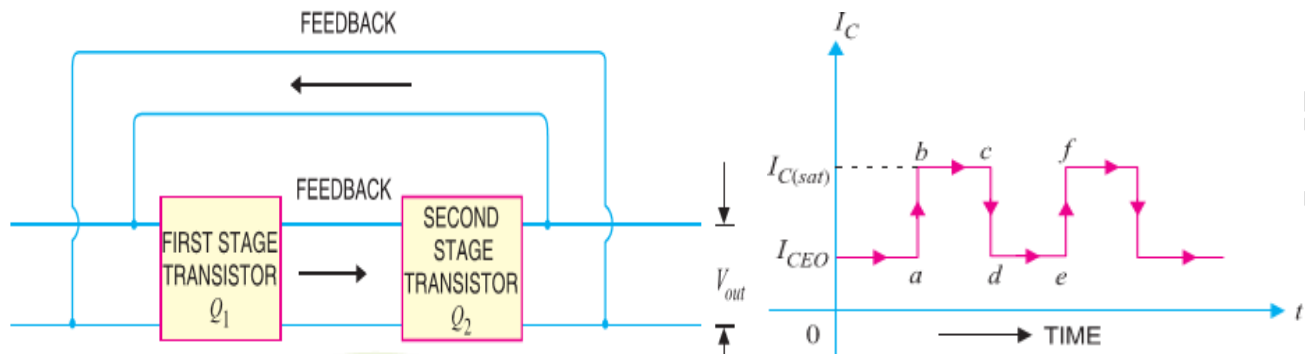 FEEDBACK
FEEDBACK
FIRST STAGE
TRANSISTOR
Q1
SECOND
STAGE
TRANSISTOR
Q2
Vout
IC
IC(sat)
ICEO
b
c
f
a
d
e
0
TIME
t